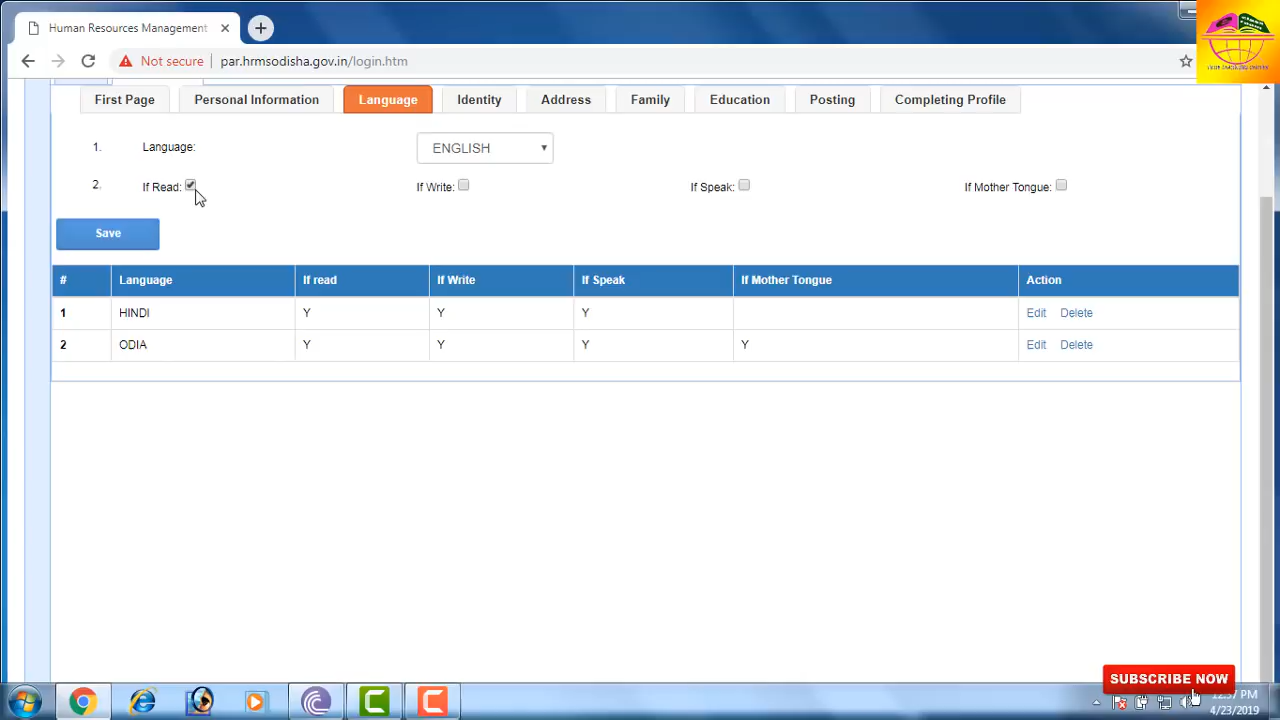 Human Resources Management
Not secure par.hrmsodisha.gov.in/login.htm
First Page Personal Information Language Identity Address Family Education Posting Completing Profile
1. Language: ENGLISH
2. If Read: If Write: If Speak: If Mother Tongue:
Save
# Language If read If Write If Speak If Mother Tongue Action
1 HINDI Y Y Y Edit Delete
2 ODIA Y Y Y Y Edit Delete
SUBSCRIBE NOW
12:37 PM
4/23/2019